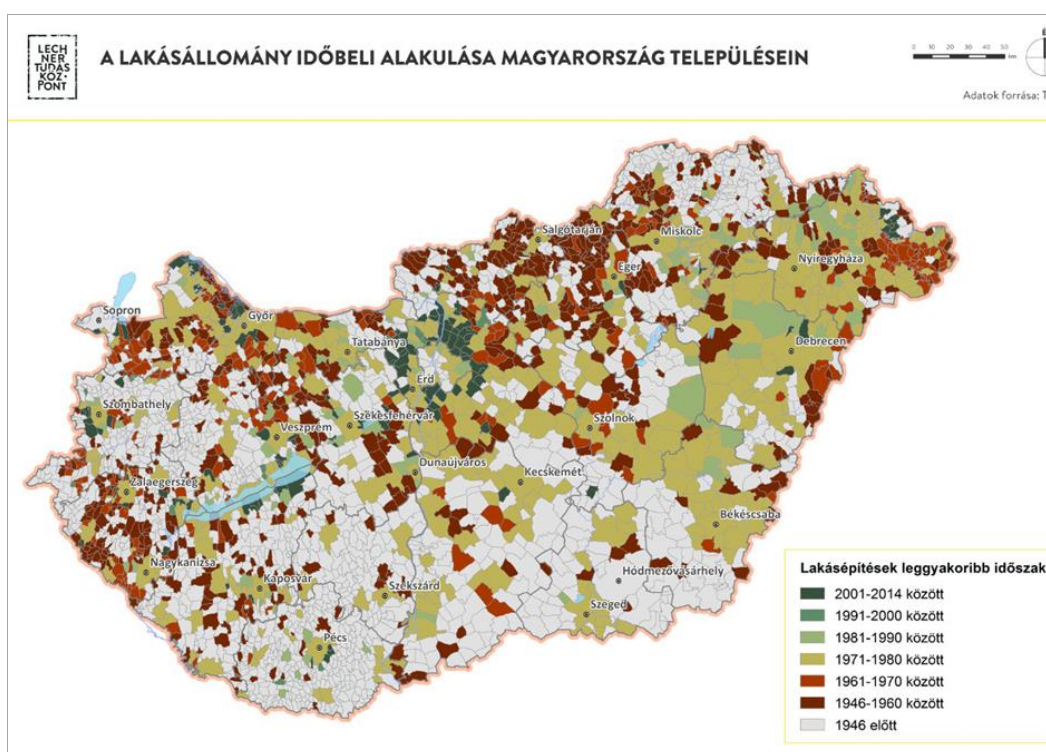 LECH
NER
TUDÁS
KÖZ·
PONT
A LAKÁSÁLLOMÁNY IDŐBELI ALAKULÁSA MAGYARORSZÁG TELEPÜLÉSEIN
0 10 20 30 40 50
km
É
Adatok forrása: T
Salgótarján
Miskolc
Nyíregyháza
Eger
Sopron
Győr
Tatabánya
Debrecen
Érd
Szombathely
Székesfehérvár
Veszprém
Szolnok
Dunaújváros
Kecskemét
Zalaegerszeg
Békéscsaba
Nagykanizsa
Kaposvár
Szekszárd
Hódmezővásárhely
Szeged
Pécs
Lakásépítések leggyakoribb időszak
2001-2014 között
1991-2000 között
1981-1990 között
1971-1980 között
1961-1970 között
1946-1960 között
1946 előtt